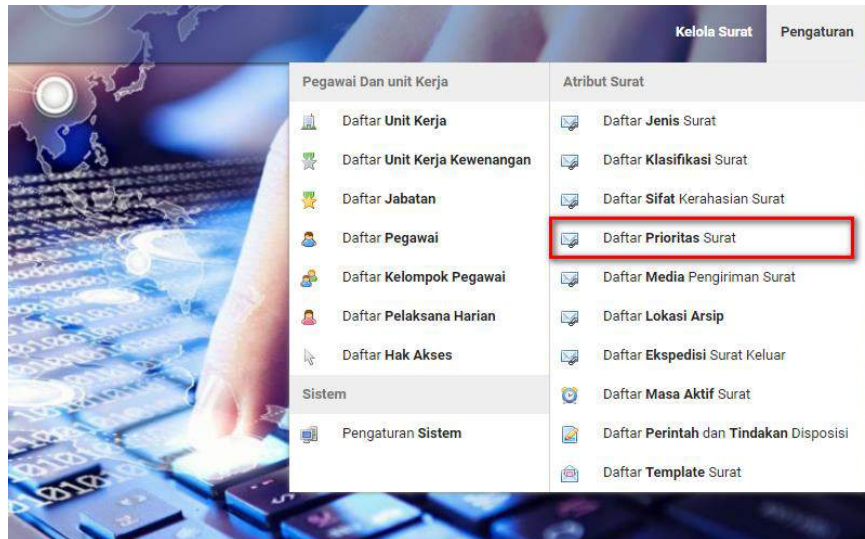 Kelola Surat
Pengaturan
Pegawai Dan unit Kerja
Daftar Unit Kerja
Daftar Unit Kerja Kewenangan
Daftar Jabatan
Daftar Pegawai
Daftar Kelompok Pegawai
Daftar Pelaksana Harian
Daftar Hak Akses
Sistem
Pengaturan Sistem
Atribut Surat
Daftar Jenis Surat
Daftar Klasifikasi Surat
Daftar Sifat Kerahasian Surat
Daftar Prioritas Surat
Daftar Media Pengiriman Surat
Daftar Lokasi Arsip
Daftar Ekspedisi Surat Keluar
Daftar Masa Aktif Surat
Daftar Perintah dan Tindakan Disposisi
Daftar Template Surat